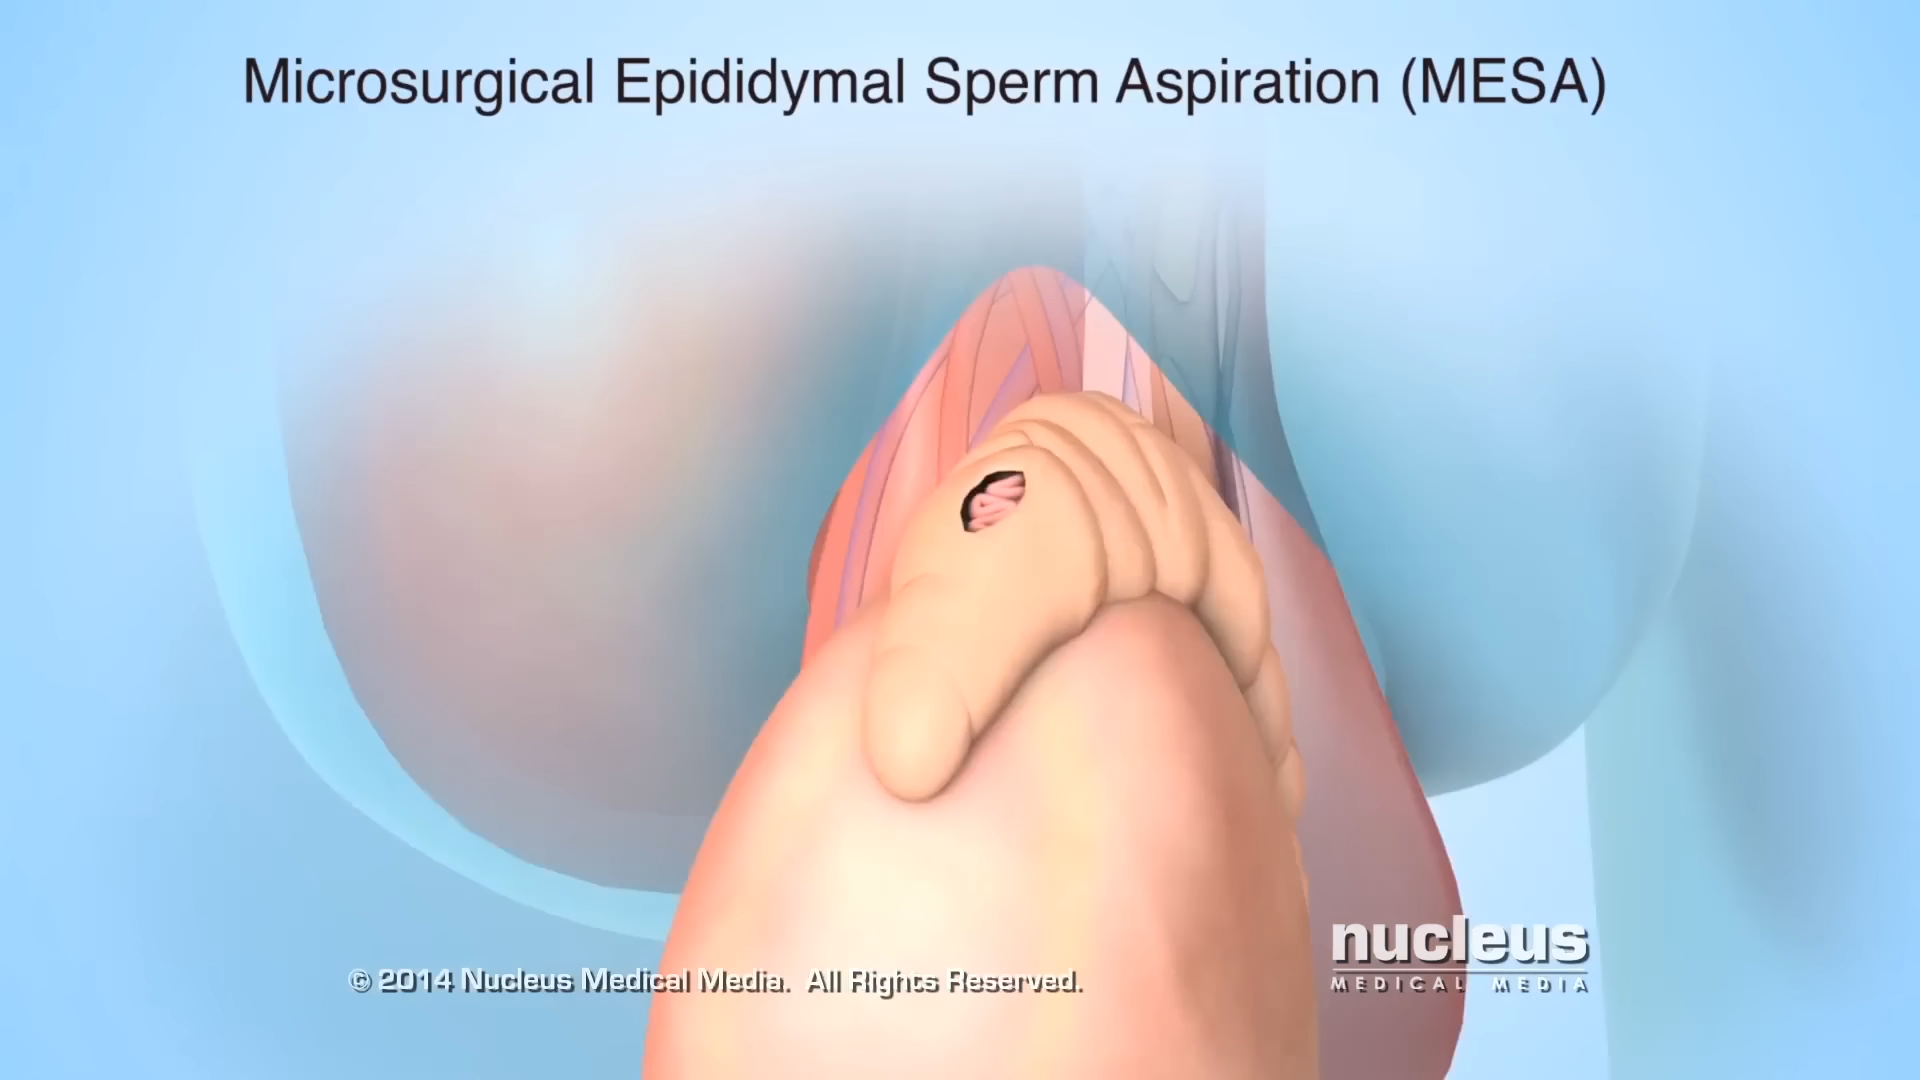 Microsurgical Epididymal Sperm Aspiration (MESA)
© 2014 Nucleus Medical Media. All Rights Reserved.
nucleus
MEDICAL MEDIA